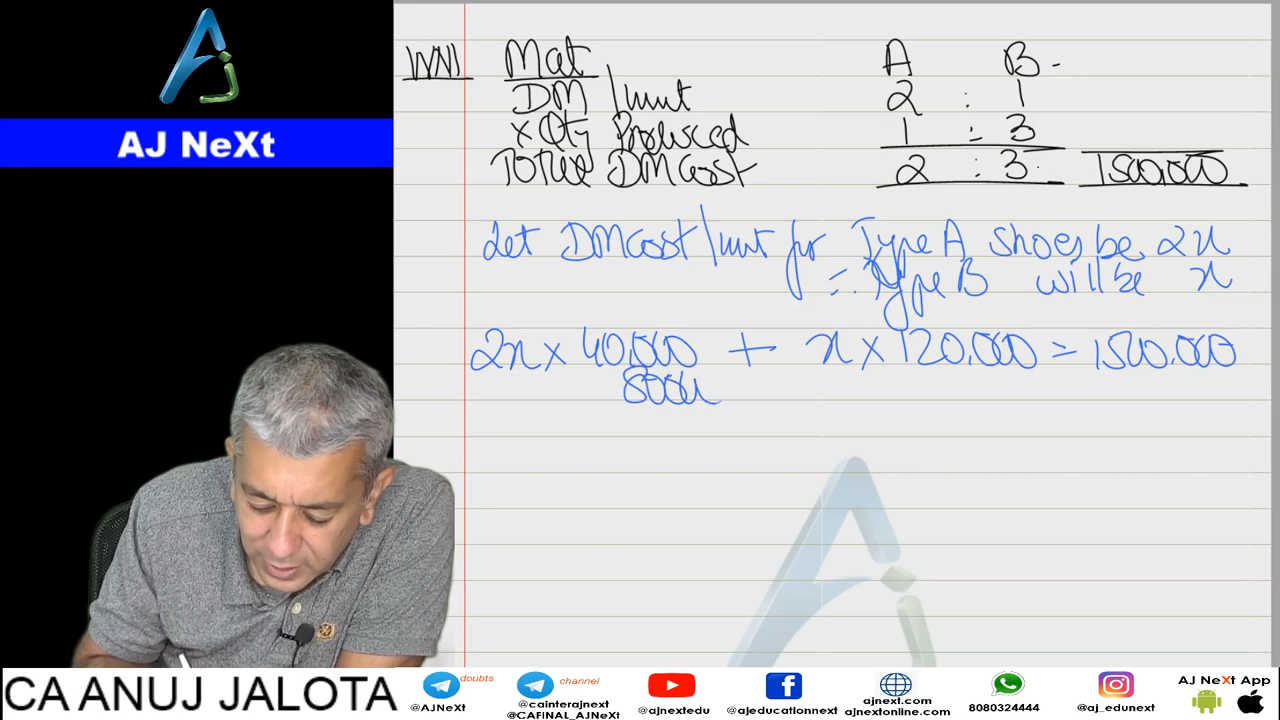 AJ NeXt
WN1 Mat A B
DM / unit 2 : 1
x Qty Produced 1 : 3
Total DM cost 2 : 3 1500,000
Let DM cost / unit for Type A shoes be 2x
∴ Type B will be x
2x × 40,000 + x × 120,000 = 1500,000
CA ANUJ JALOTA
doubts
@AJNeXt
channel
@cainterajnext
@CAFINAL_AJNeXt
@ajnextedu
@ajeducationnext
ajnext.com
ajnextonline.com
8080324444
@aj_edunext
AJ NeXt App